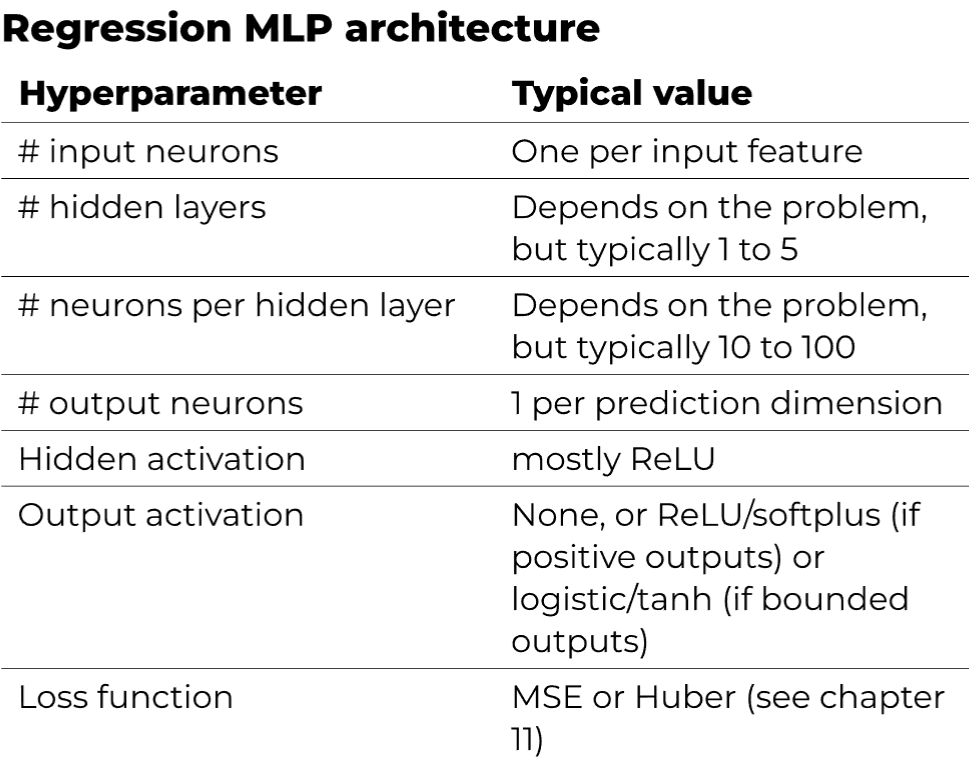 Regression MLP architecture
Hyperparameter Typical value
# input neurons One per input feature
# hidden layers Depends on the problem,
but typically 1 to 5
# neurons per hidden layer Depends on the problem,
but typically 10 to 100
# output neurons 1 per prediction dimension
Hidden activation mostly ReLU
Output activation None, or ReLU/softplus (if
positive outputs) or
logistic/tanh (if bounded
outputs)
Loss function MSE or Huber (see chapter
11)